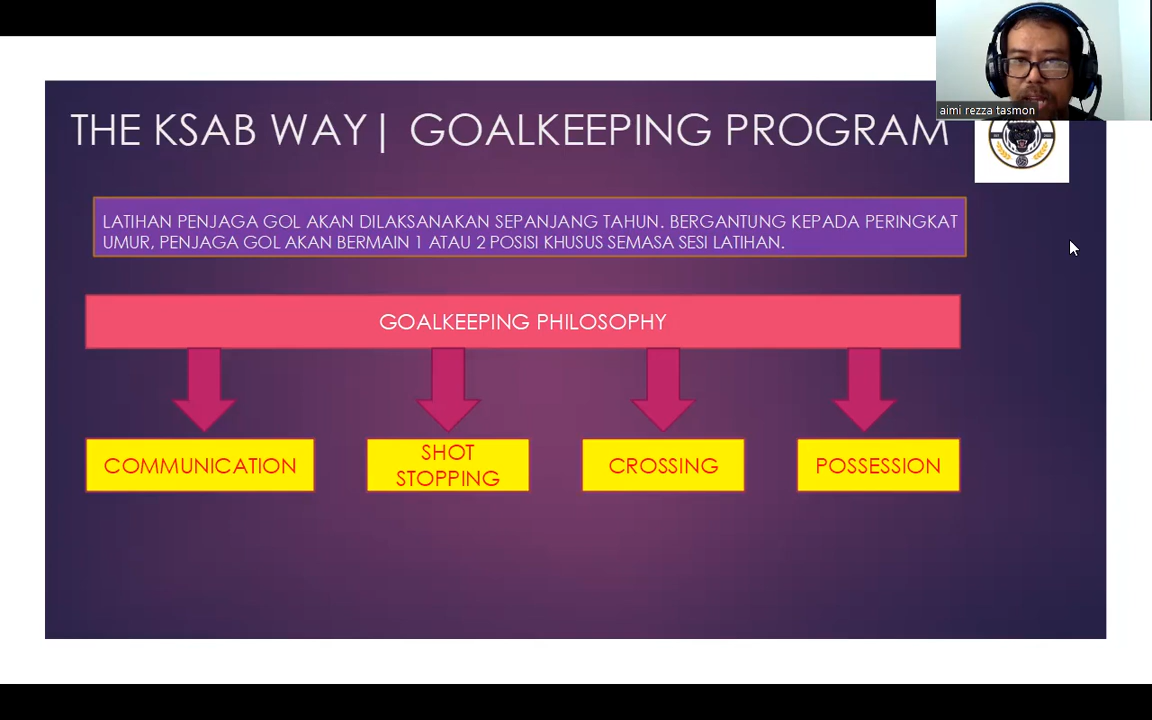 aimi rezza tasmon
THE KSAB WAY| GOALKEEPING PROGRAM
LATIHAN PENJAGA GOL AKAN DILAKSANAKAN SEPANJANG TAHUN. BERGANTUNG KEPADA PERINGKAT
UMUR, PENJAGA GOL AKAN BERMAIN 1 ATAU 2 POSISI KHUSUS SEMASA SESI LATIHAN.
GOALKEEPING PHILOSOPHY
COMMUNICATION
SHOT
STOPPING
CROSSING
POSSESSION